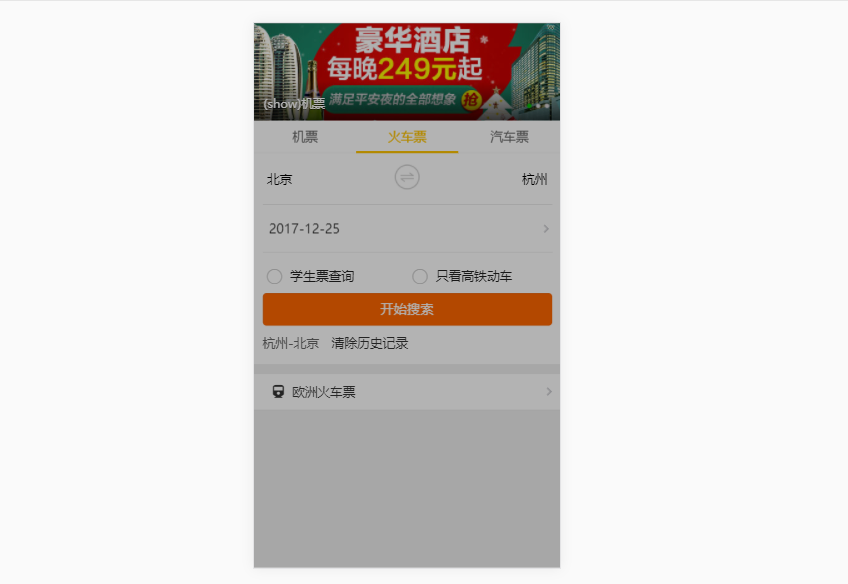 豪华酒店
每晚249元起
满足平安夜的全部想象 抢
(show)机票
机票 火车票 汽车票
北京 杭州
2017-12-25
学生票查询 只看高铁动车
开始搜索
杭州-北京 清除历史记录
欧洲火车票